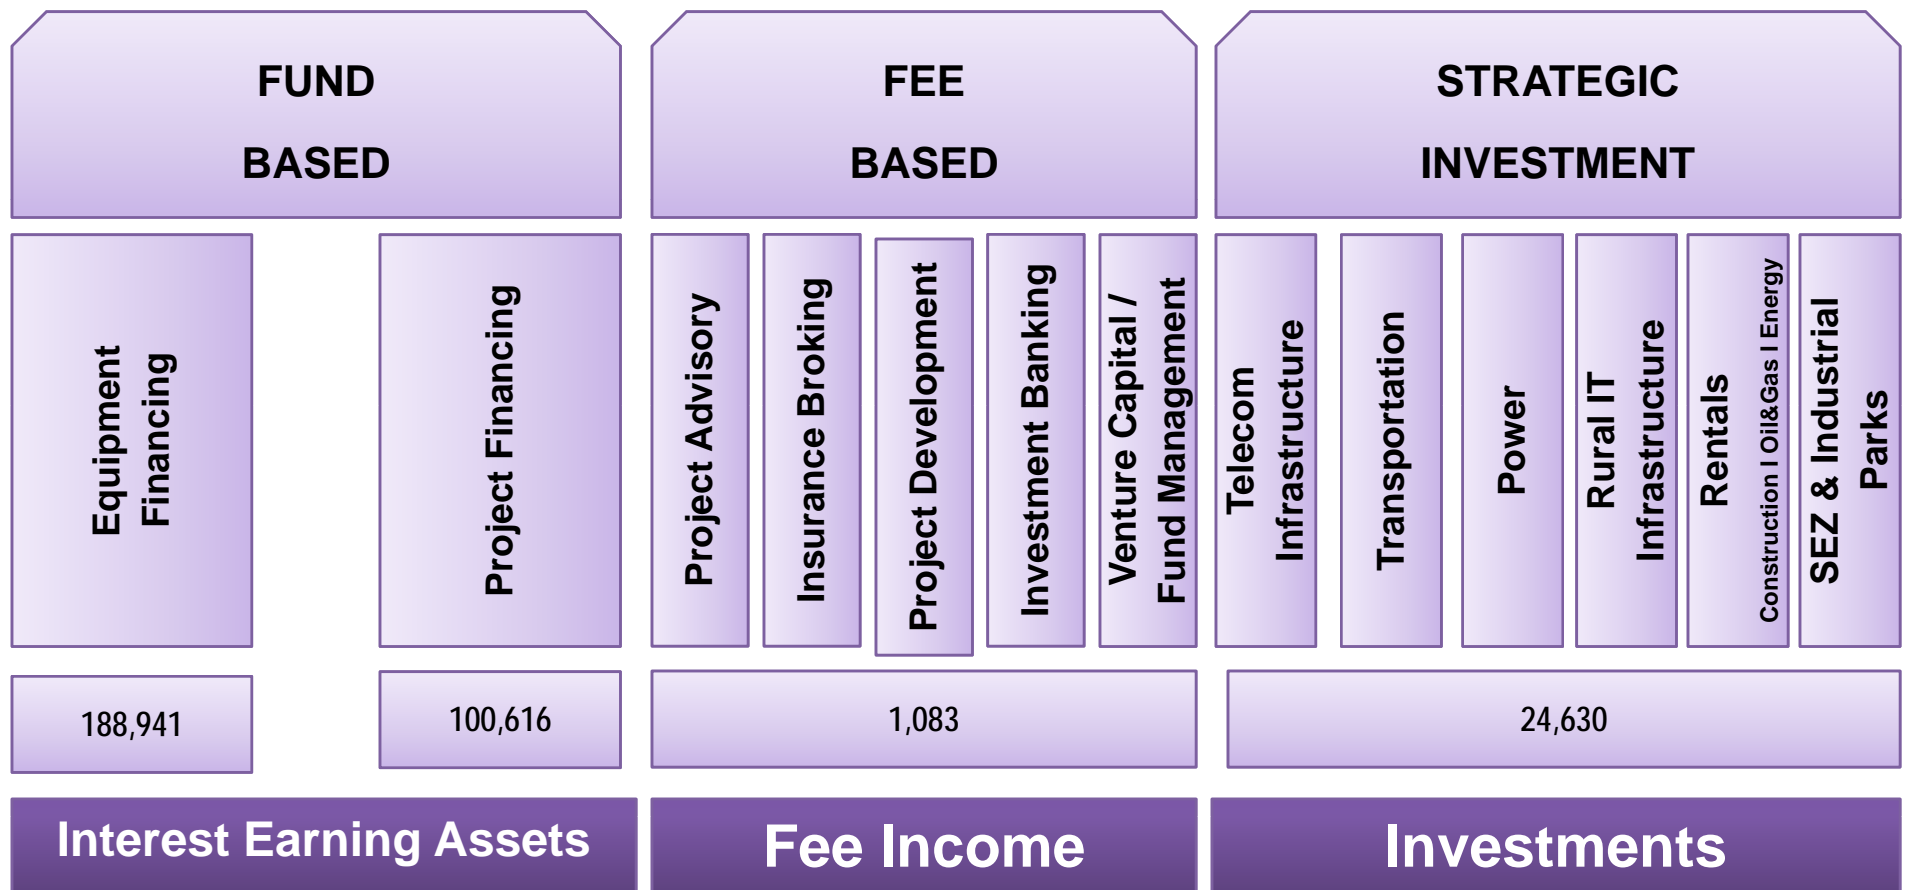 FUND
BASED
FEE
BASED
STRATEGIC
INVESTMENT
Equipment
Financing
Project Financing
Project Advisory
Insurance Broking
Project Development
Investment Banking
Venture Capital /
Fund Management
Telecom
Infrastructure
Transportation
Power
Rural IT
Infrastructure
Rentals
Construction I Oil&Gas I Energy
SEZ & Industrial
Parks
188,941
100,616
1,083
24,630
Interest Earning Assets
Fee Income
Investments